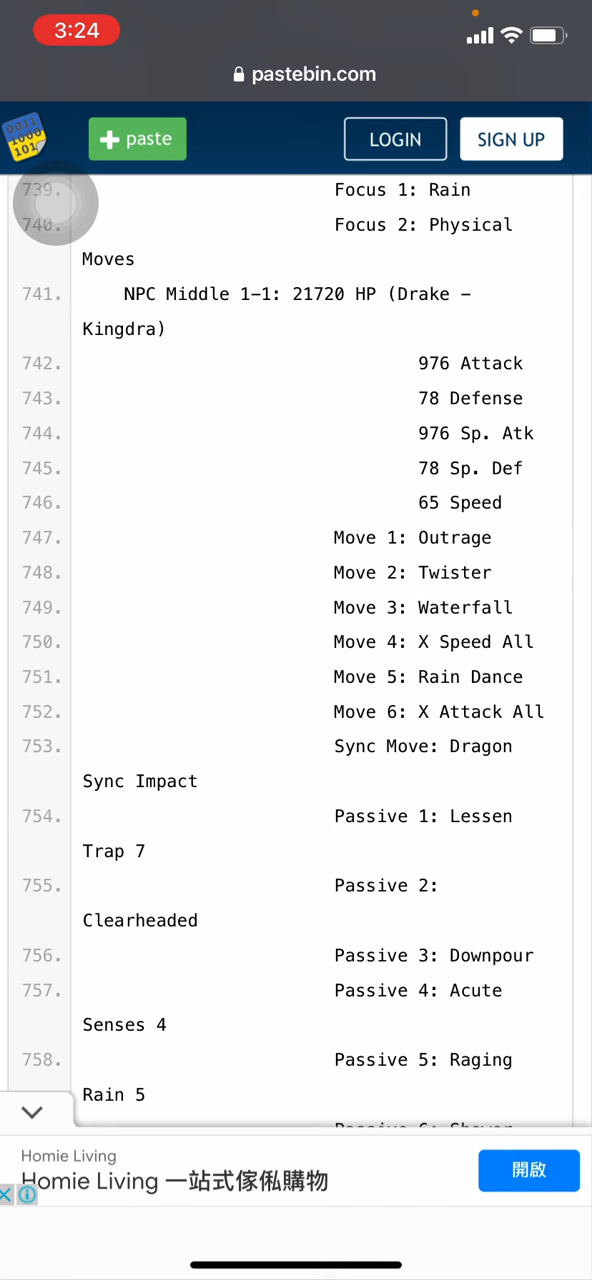 3:24
pastebin.com
0011
1000
101
+ paste
LOGIN
SIGN UP
739. Focus 1: Rain
740. Focus 2: Physical
Moves
741. NPC Middle 1-1: 21720 HP (Drake -
Kingdra)
742. 976 Attack
743. 78 Defense
744. 976 Sp. Atk
745. 78 Sp. Def
746. 65 Speed
747. Move 1: Outrage
748. Move 2: Twister
749. Move 3: Waterfall
750. Move 4: X Speed All
751. Move 5: Rain Dance
752. Move 6: X Attack All
753. Sync Move: Dragon
Sync Impact
754. Passive 1: Lessen
Trap 7
755. Passive 2:
Clearheaded
756. Passive 3: Downpour
757. Passive 4: Acute
Senses 4
758. Passive 5: Raging
Rain 5
Homie Living
Homie Living 一站式傢俬購物
開啟